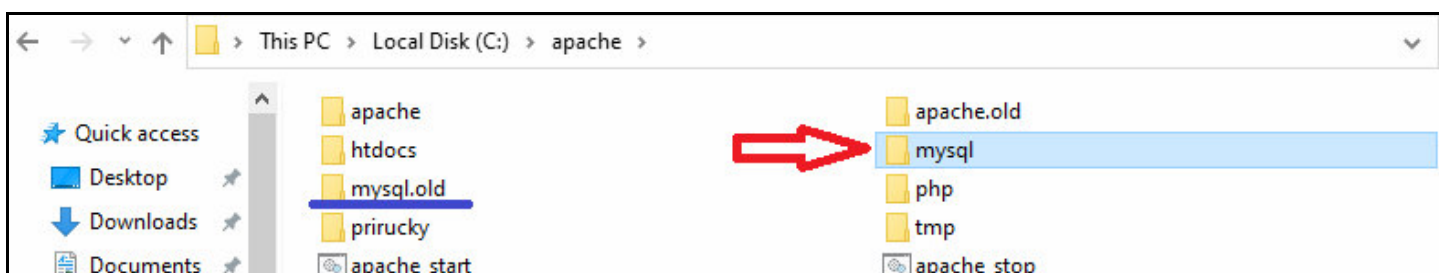 This PC > Local Disk (C:) > apache >
Quick access
Desktop
Downloads
Documents
apache
apache.old
htdocs
mysql
mysql.old
php
prirucky
tmp
apache_start
apache_stop